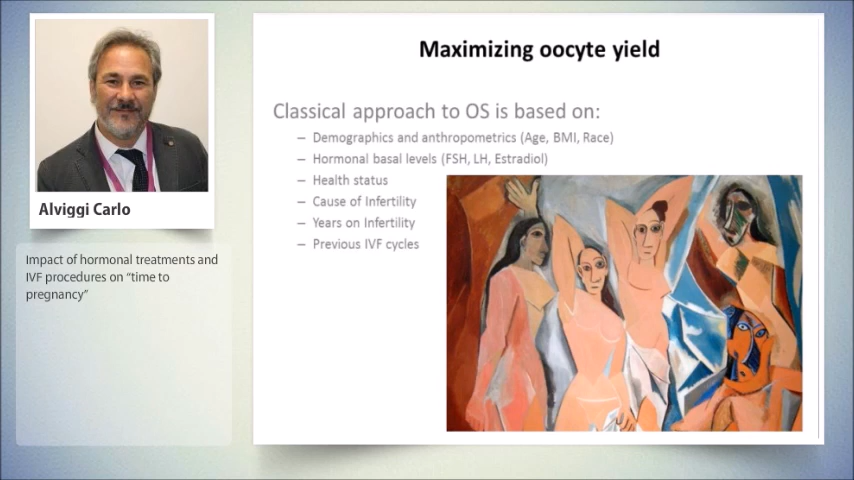 Alviggi Carlo
Impact of hormonal treatments and
IVF procedures on “time to
pregnancy”
Maximizing oocyte yield
Classical approach to OS is based on:
– Demographics and anthropometrics (Age, BMI, Race)
– Hormonal basal levels (FSH, LH, Estradiol)
– Health status
– Cause of Infertility
– Years on Infertility
– Previous IVF cycles